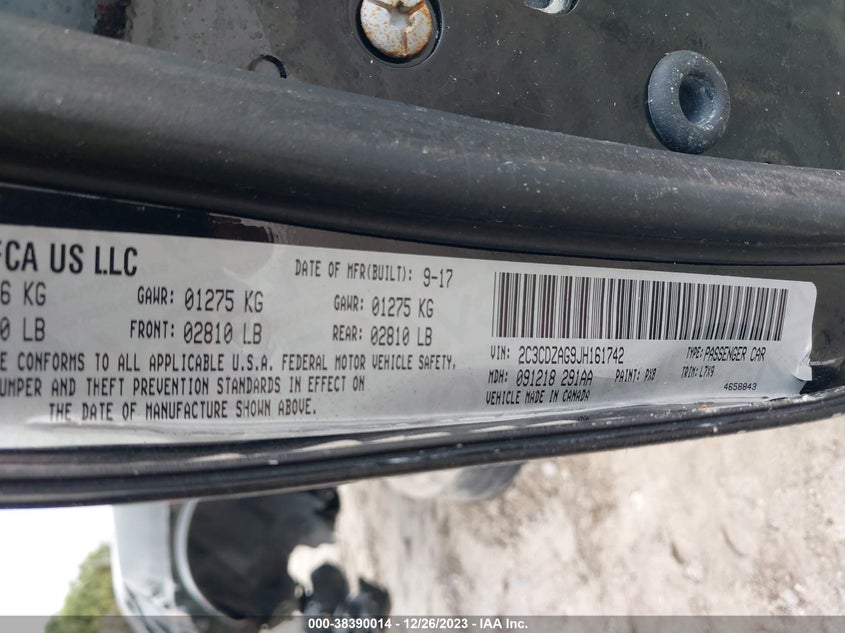 FCA US LLC
DATE OF MFR(BUILT): 9-17
6 KG GAWR: 01275 KG GAWR: 01275 KG
0 LB FRONT: 02810 LB REAR: 02810 LB
E CONFORMS TO ALL APPLICABLE U.S.A. FEDERAL MOTOR VEHICLE SAFETY,
UMPER AND THEFT PREVENTION STANDARDS IN EFFECT ON
THE DATE OF MANUFACTURE SHOWN ABOVE.
VIN: 2C3CDZAG9JH161742 TYPE: PASSENGER CAR
MDH: 091218 291AA PAINT: PX8 TRIM: L7X9
VEHICLE MADE IN CANADA 4658843
000-38390014 - 12/26/2023 - IAA Inc.